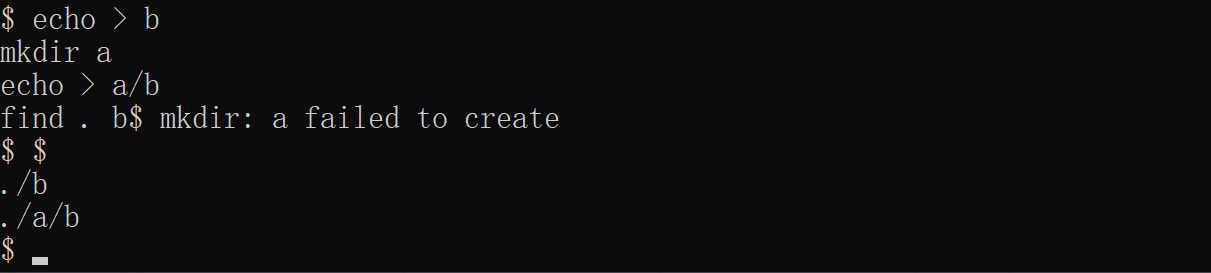 $ echo > b
mkdir a
echo > a/b
find . b$ mkdir: a failed to create
$ $
./b
./a/b
$